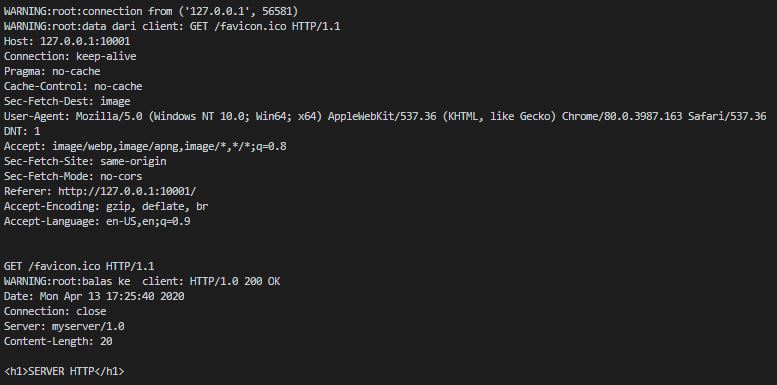 WARNING:root:connection from ('127.0.0.1', 56581)
WARNING:root:data dari client: GET /favicon.ico HTTP/1.1
Host: 127.0.0.1:10001
Connection: keep-alive
Pragma: no-cache
Cache-Control: no-cache
Sec-Fetch-Dest: image
User-Agent: Mozilla/5.0 (Windows NT 10.0; Win64; x64) AppleWebKit/537.36 (KHTML, like Gecko) Chrome/80.0.3987.163 Safari/537.36
DNT: 1
Accept: image/webp,image/apng,image/*,*/*;q=0.8
Sec-Fetch-Site: same-origin
Sec-Fetch-Mode: no-cors
Referer: http://127.0.0.1:10001/
Accept-Encoding: gzip, deflate, br
Accept-Language: en-US,en;q=0.9
GET /favicon.ico HTTP/1.1
WARNING:root:balas ke  client: HTTP/1.0 200 OK
Date: Mon Apr 13 17:25:40 2020
Connection: close
Server: myserver/1.0
Content-Length: 20
<h1>SERVER HTTP</h1>